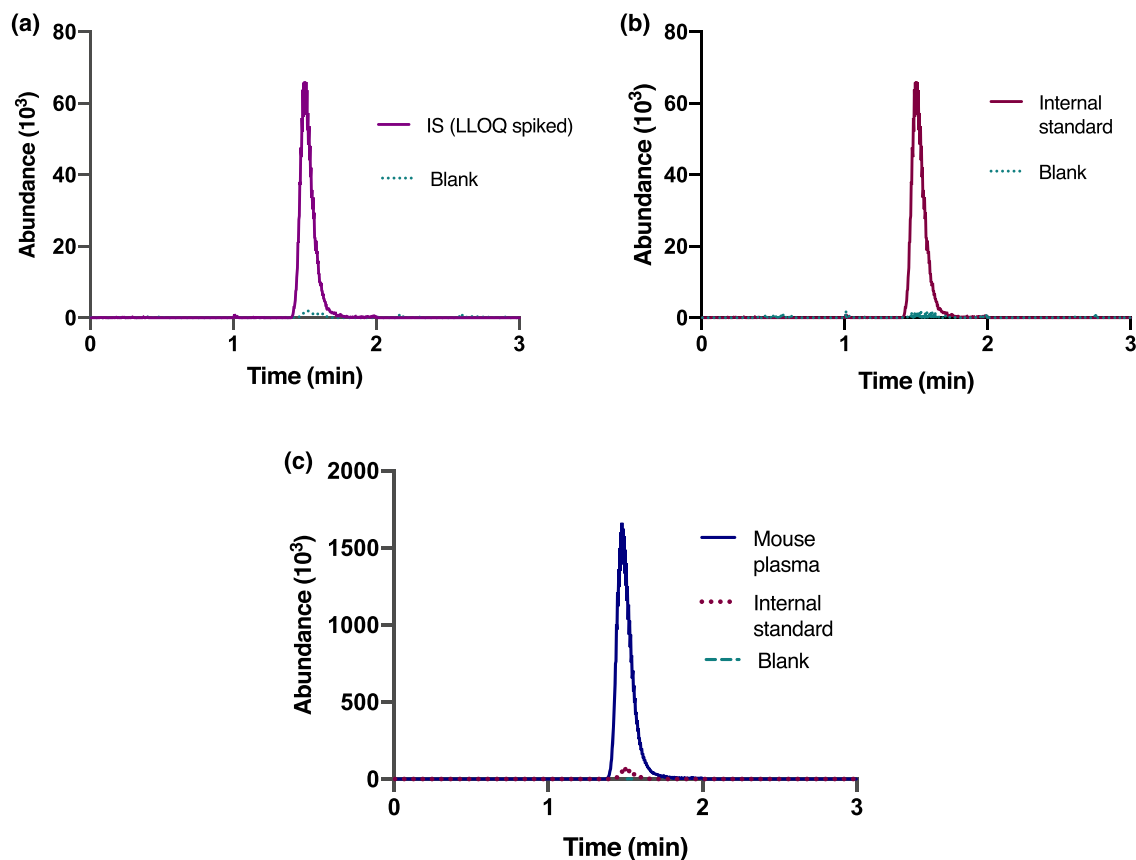 (a)
80
60
40
20
0
Abundance (10³)
0 1 2 3
Time (min)
IS (LLOQ spiked)
Blank
(b)
80
60
40
20
0
Abundance (10³)
0 1 2 3
Time (min)
Internal
standard
Blank
(c)
2000
1500
1000
500
0
Abundance (10³)
0 1 2 3
Time (min)
Mouse
plasma
Internal
standard
Blank